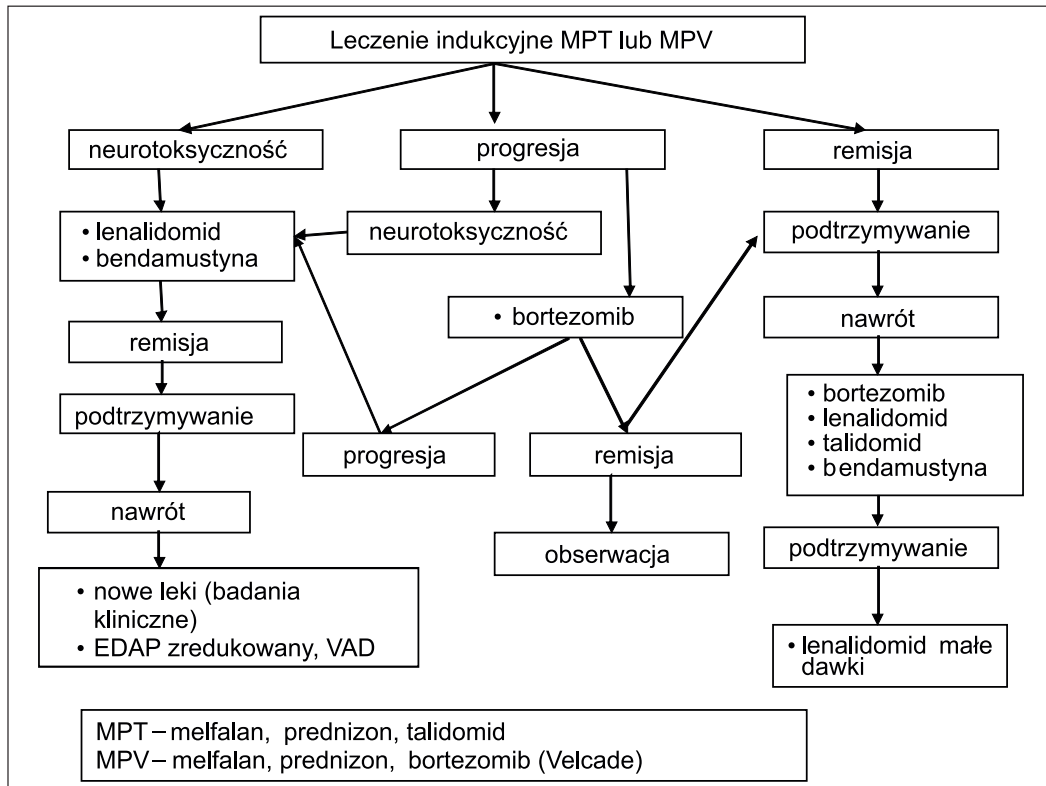 Leczenie indukcyjne MPT lub MPV
neurotoksyczność
progresja
remisja
• lenalidomid
• bendamustyna
neurotoksyczność
podtrzymywanie
• bortezomib
nawrót
remisja
podtrzymywanie
progresja
remisja
• bortezomib
• lenalidomid
• talidomid
• bendamustyna
nawrót
obserwacja
podtrzymywanie
• nowe leki (badania
kliniczne)
• EDAP zredukowany, VAD
• lenalidomid małe
dawki
MPT – melfalan, prednizon, talidomid
MPV – melfalan, prednizon, bortezomib (Velcade)